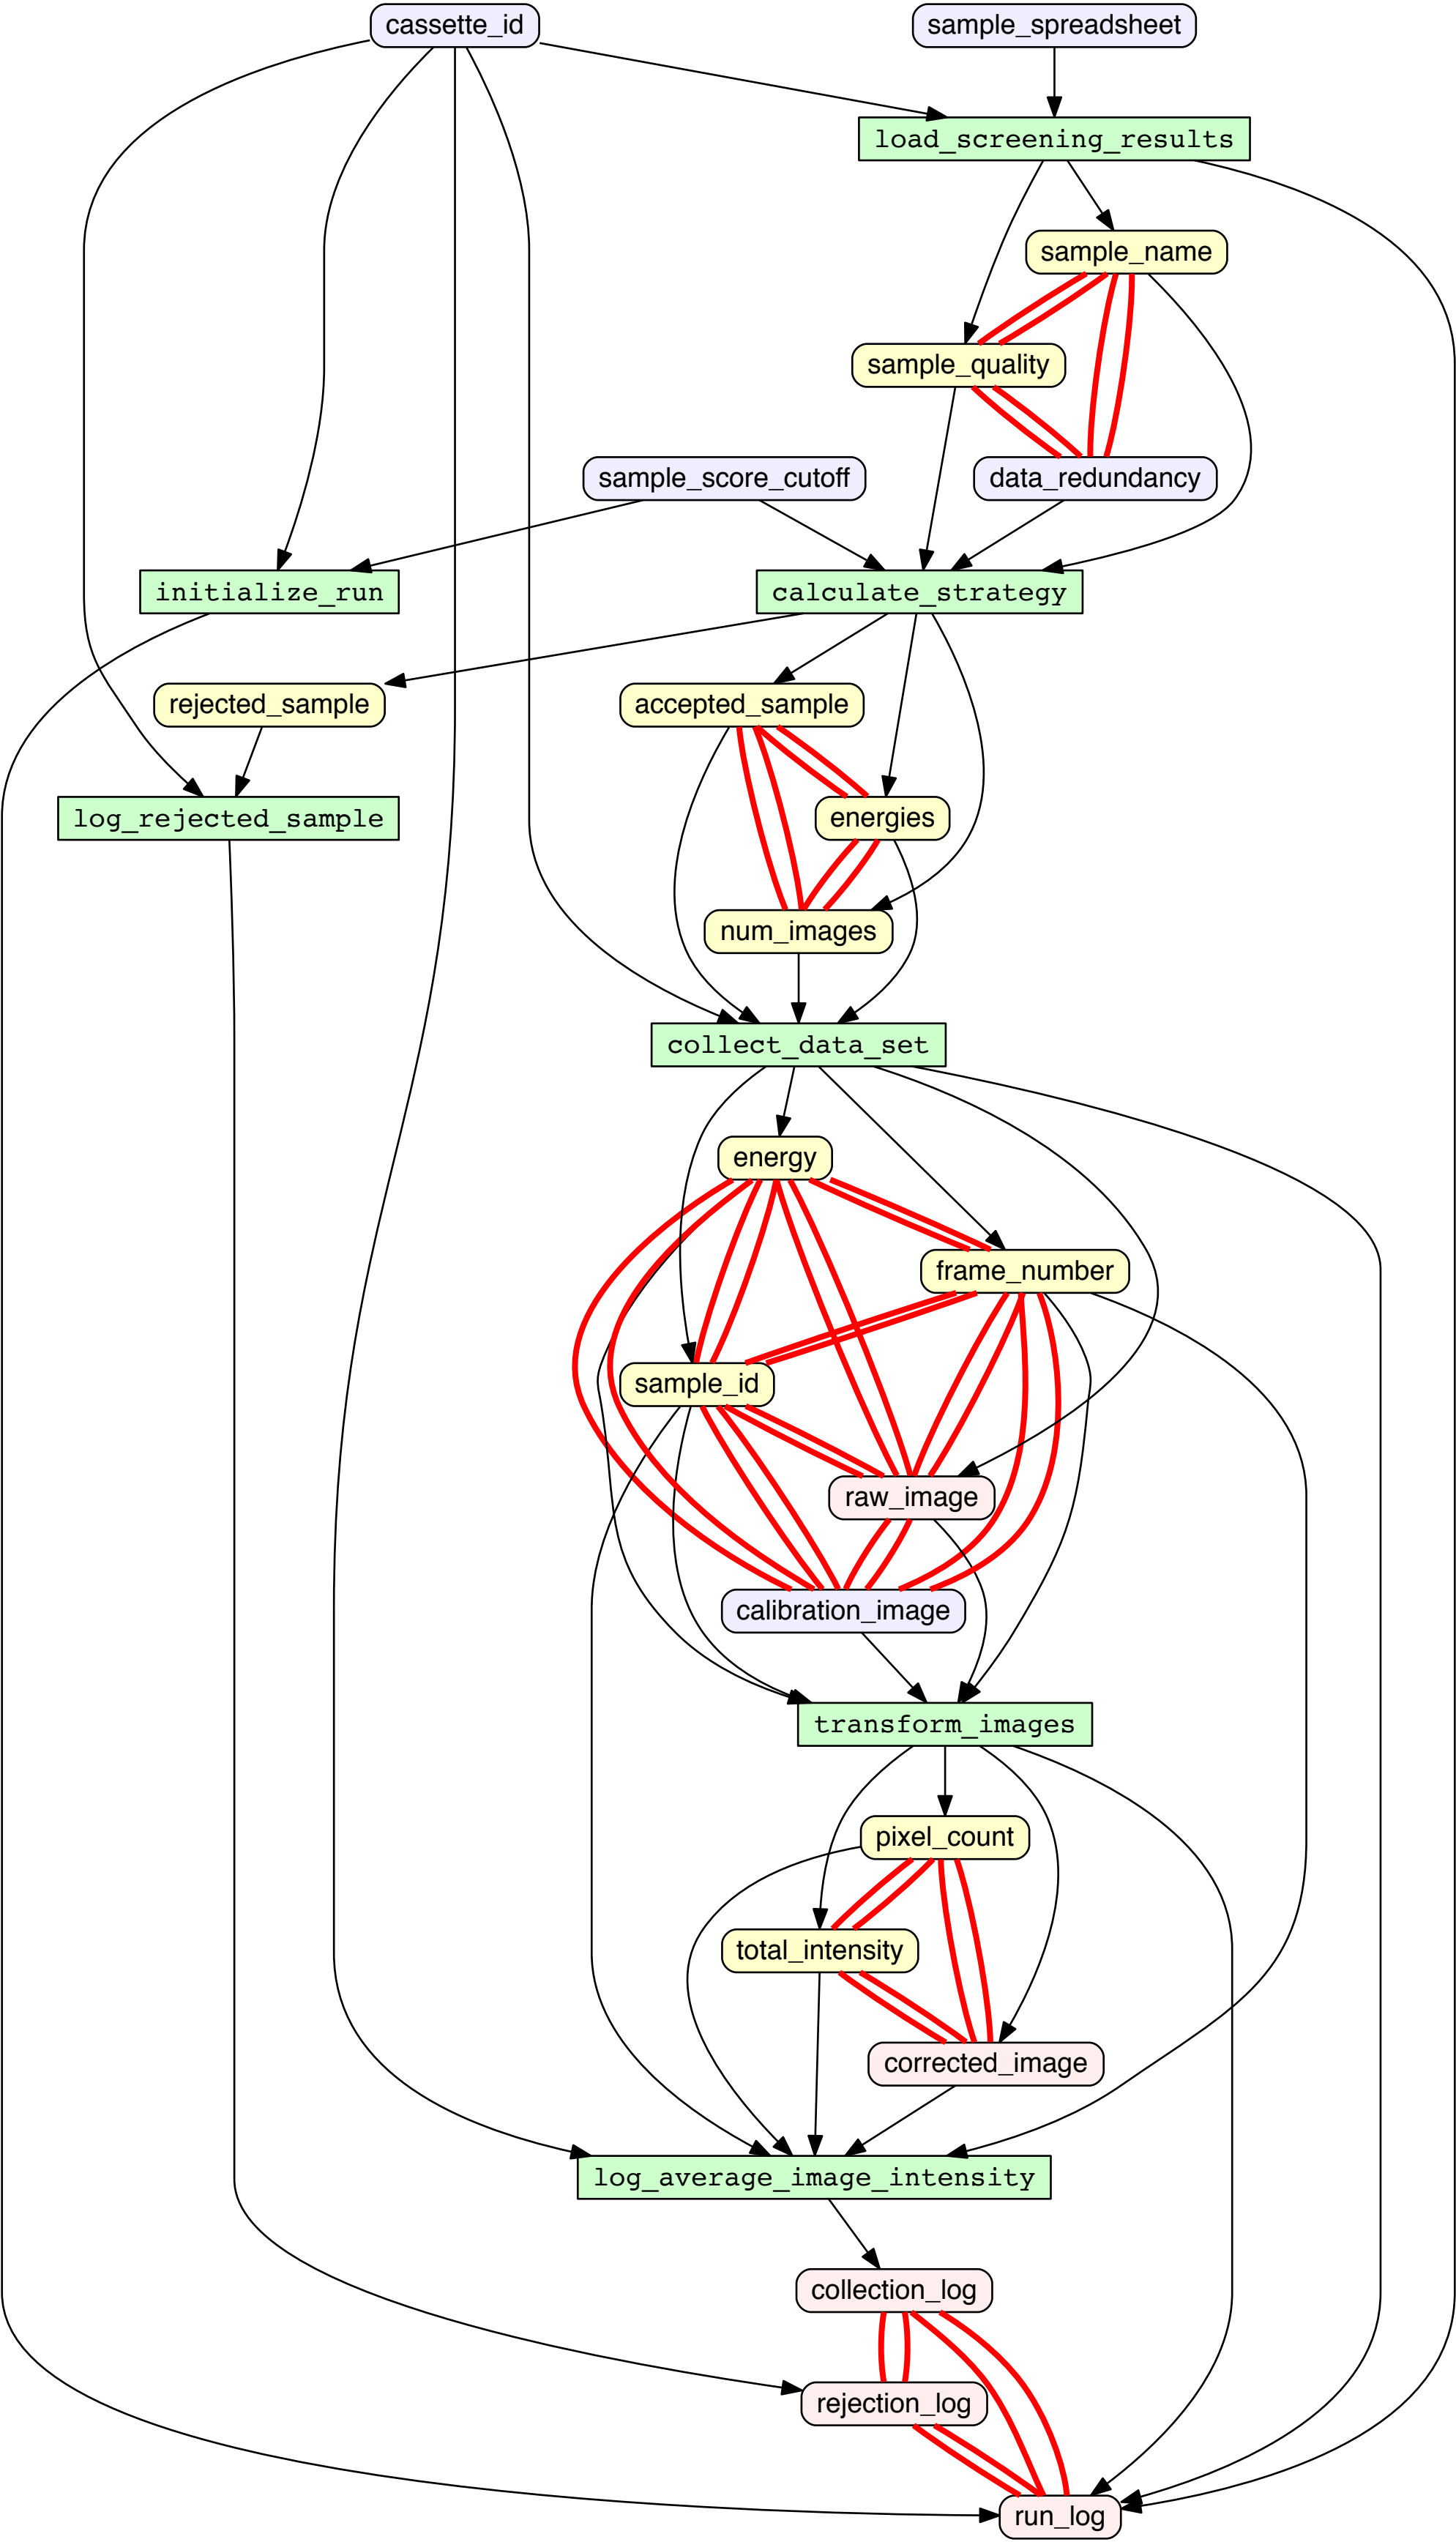 cassette_id
sample_spreadsheet
load_screening_results
sample_name
sample_quality
sample_score_cutoff
data_redundancy
initialize_run
calculate_strategy
rejected_sample
accepted_sample
log_rejected_sample
energies
num_images
collect_data_set
energy
frame_number
sample_id
raw_image
calibration_image
transform_images
pixel_count
total_intensity
corrected_image
log_average_image_intensity
collection_log
rejection_log
run_log